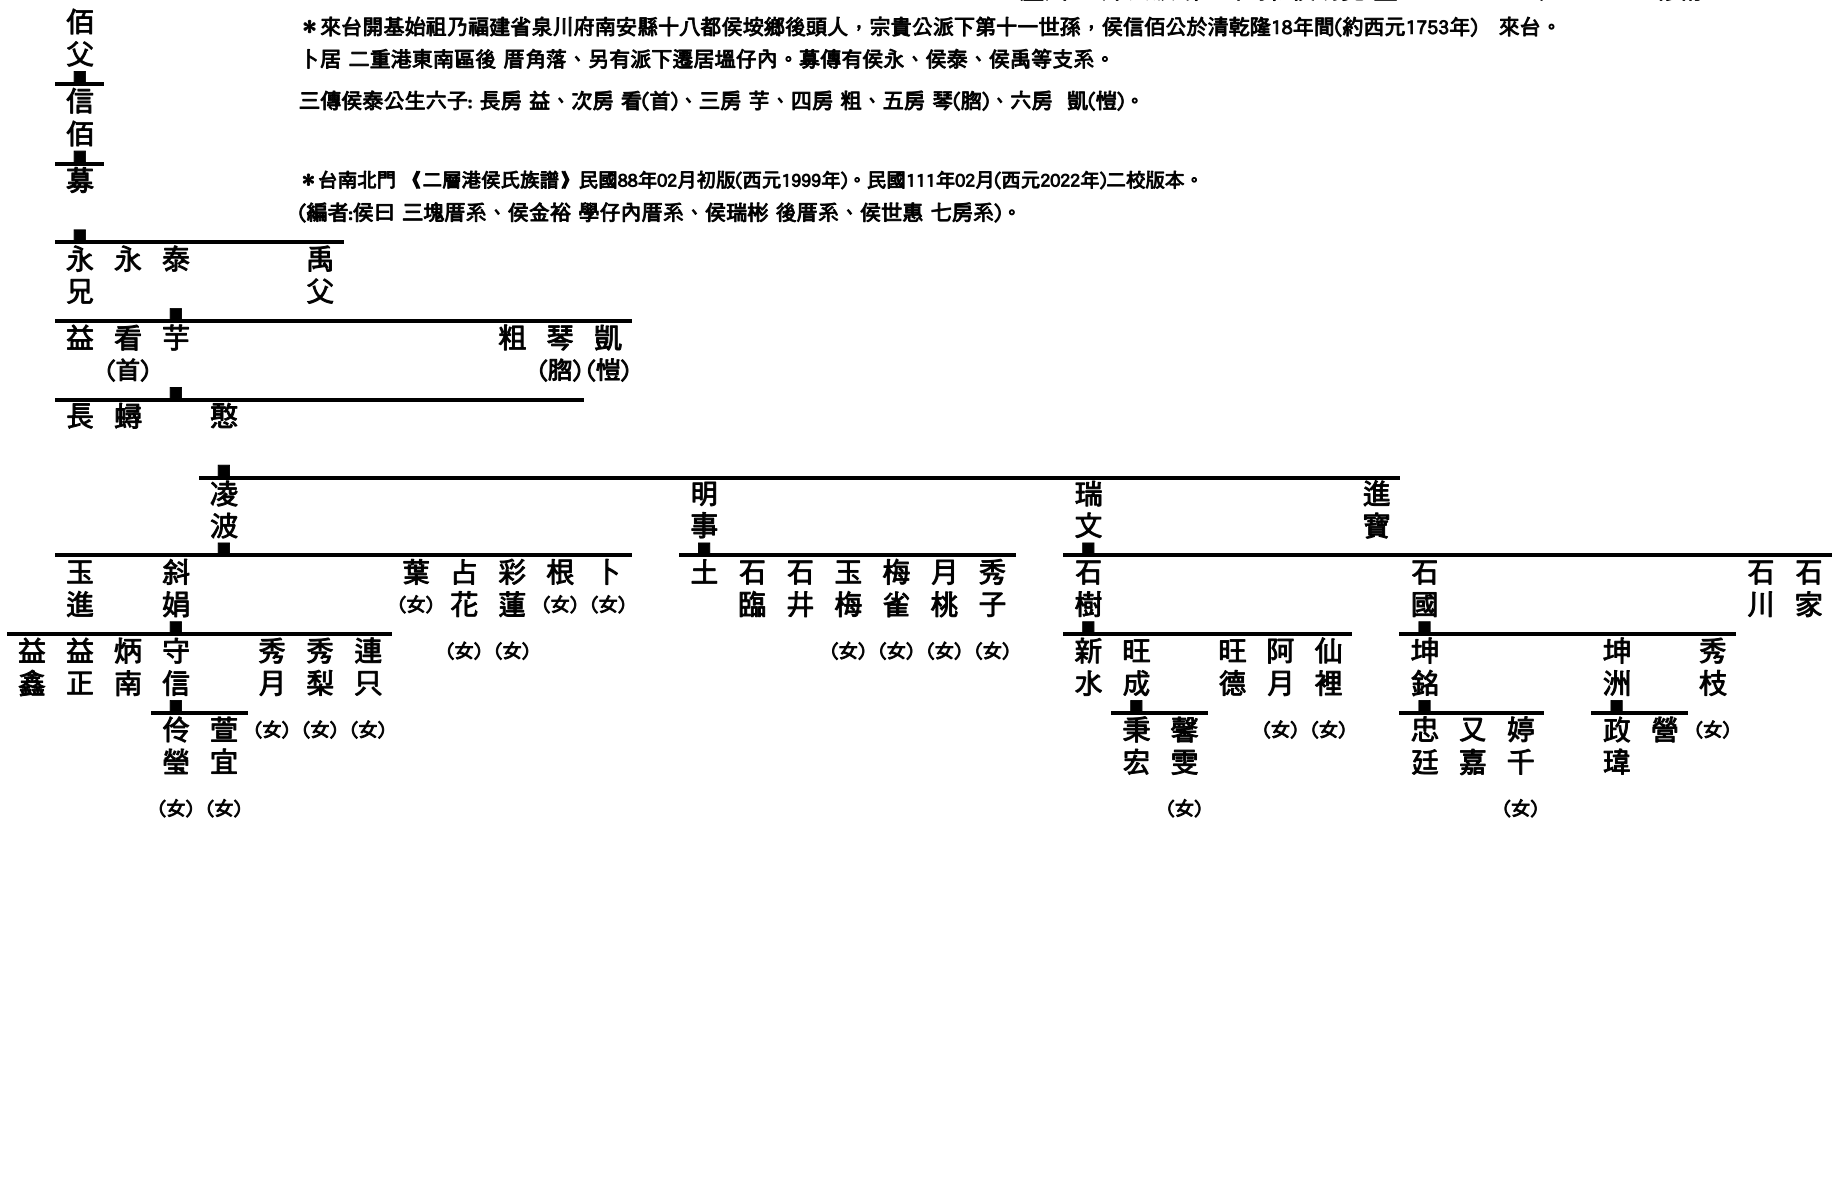 佰父
信佰
募
＊來台開基始祖乃福建省泉川府南安縣十八都侯垵鄉後頭人，宗貴公派下第十一世孫，侯信佰公於清乾隆18年間(約西元1753年) 來台。
卜居 二重港東南區後 厝角落、另有派下遷居塭仔內。募傳有侯永、侯泰、侯禹等支系。
三傳侯泰公生六子: 長房 益、次房 看(首)、三房 芋、四房 粗、五房 琴(䐉)、六房 凱(愷)。
＊台南北門 《二層港侯氏族譜》民國88年02月初版(西元1999年)。民國111年02月(西元2022年)二校版本。
(編者:侯曰 三塊厝系、侯金裕 學仔內厝系、侯瑞彬 後厝系、侯世惠 七房系)。
永兄 永 泰 禹父
益 看(首) 芋 粗 琴(䐉) 凱(愷)
長 蟳 憨
凌波 明事 瑞文 進寶
玉進 斜娟 葉(女) 占花(女) 彩蓮(女) 根(女) 卜(女) 土 石臨 石井 玉梅(女) 梅雀(女) 月桃(女) 秀子(女) 石樹 石國 石川 石家
益鑫 益正 炳南 守信 秀月(女) 秀梨(女) 連只(女) 新水 旺成 旺德 阿月(女) 仙裡(女) 坤銘 坤洲 秀枝(女)
伶瑩(女) 萱宜(女) 秉宏 馨雯(女) 忠廷 又嘉 婷千(女) 政瑋 營